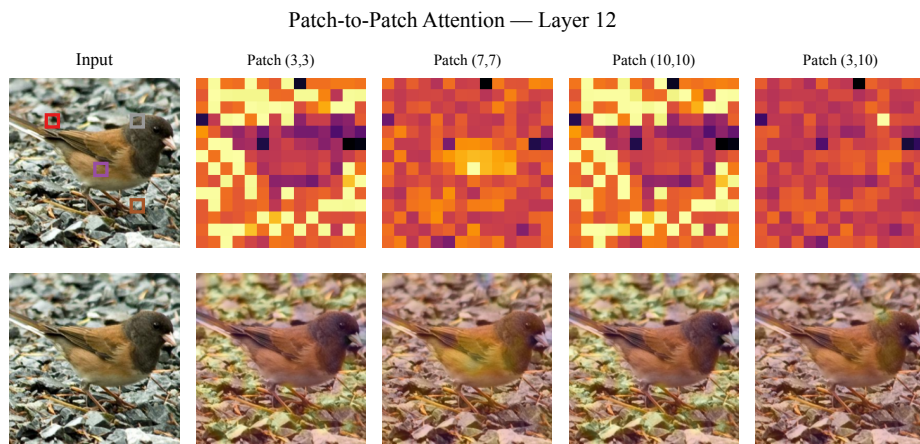 Patch-to-Patch Attention — Layer 12
Input
Patch (3,3)
Patch (7,7)
Patch (10,10)
Patch (3,10)